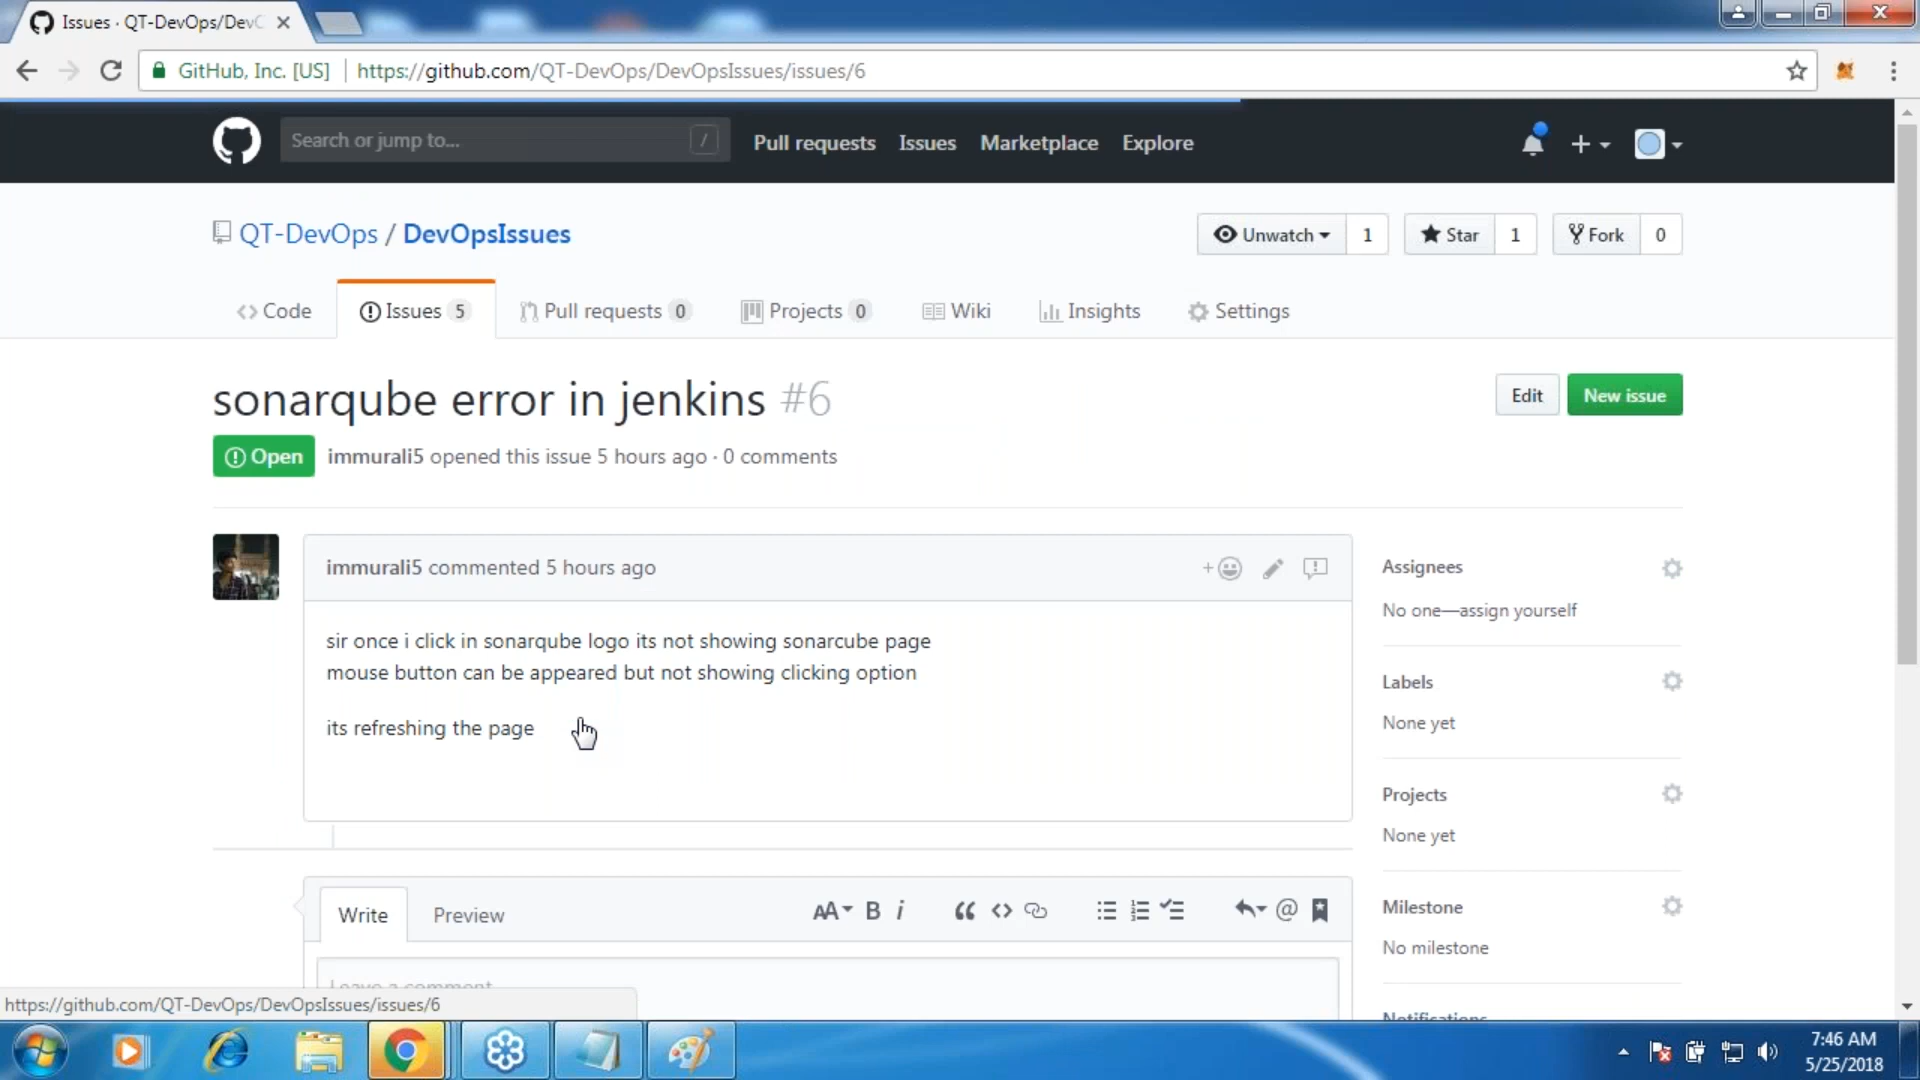 Issues · QT-DevOps/DevO
GitHub, Inc. [US] https://github.com/QT-DevOps/DevOpsIssues/issues/6
Search or jump to... /
Pull requests Issues Marketplace Explore
QT-DevOps / DevOpsIssues
Unwatch 1 Star 1 Fork 0
Code Issues 5 Pull requests 0 Projects 0 Wiki Insights Settings
sonarqube error in jenkins #6
Edit New issue
Open immurali5 opened this issue 5 hours ago · 0 comments
immurali5 commented 5 hours ago
sir once i click in sonarqube logo its not showing sonarcube page
mouse button can be appeared but not showing clicking option
its refreshing the page
Assignees
No one—assign yourself
Labels
None yet
Projects
None yet
Milestone
No milestone
Notifications
Write Preview AA B i @
Leave a comment
https://github.com/QT-DevOps/DevOpsIssues/issues/6
7:46 AM
5/25/2018